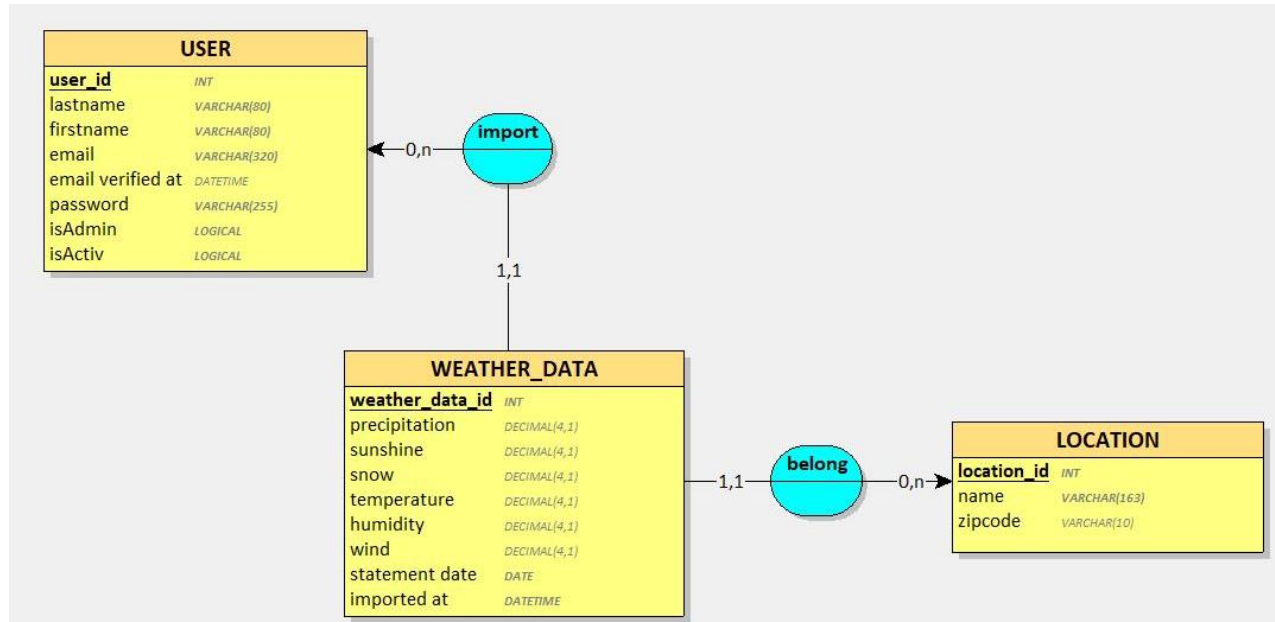 USER
user_id INT
lastname VARCHAR(80)
firstname VARCHAR(80)
email VARCHAR(320)
email verified at DATETIME
password VARCHAR(255)
isAdmin LOGICAL
isActiv LOGICAL
import
0,n
1,1
WEATHER_DATA
weather_data_id INT
precipitation DECIMAL(4,1)
sunshine DECIMAL(4,1)
snow DECIMAL(4,1)
temperature DECIMAL(4,1)
humidity DECIMAL(4,1)
wind DECIMAL(4,1)
statement date DATE
imported at DATETIME
1,1
belong
0,n
LOCATION
location_id INT
name VARCHAR(163)
zipcode VARCHAR(10)